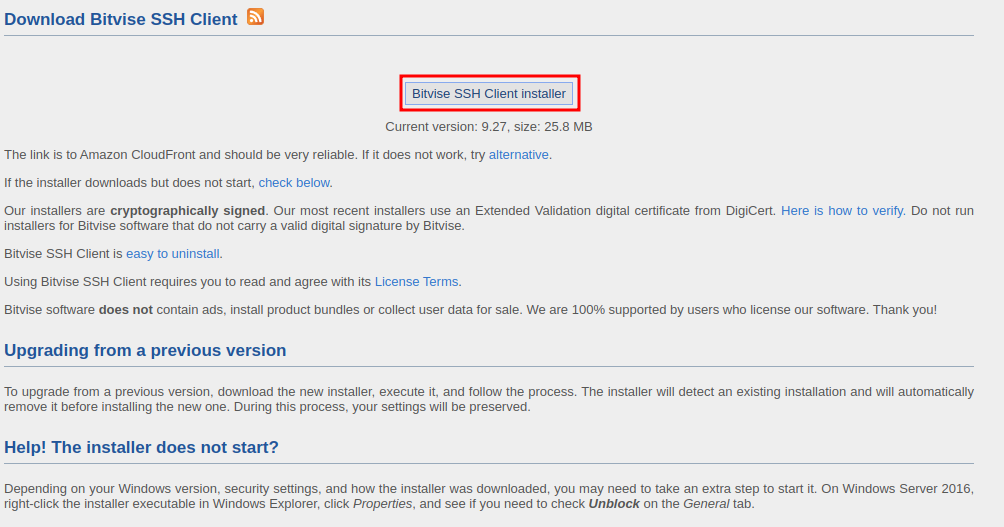 Download Bitvise SSH Client
Bitvise SSH Client installer
Current version: 9.27, size: 25.8 MB
The link is to Amazon CloudFront and should be very reliable. If it does not work, try alternative.
If the installer downloads but does not start, check below.
Our installers are cryptographically signed. Our most recent installers use an Extended Validation digital certificate from DigiCert. Here is how to verify. Do not run
installers for Bitvise software that do not carry a valid digital signature by Bitvise.
Bitvise SSH Client is easy to uninstall.
Using Bitvise SSH Client requires you to read and agree with its License Terms.
Bitvise software does not contain ads, install product bundles or collect user data for sale. We are 100% supported by users who license our software. Thank you!
Upgrading from a previous version
To upgrade from a previous version, download the new installer, execute it, and follow the process. The installer will detect an existing installation and will automatically
remove it before installing the new one. During this process, your settings will be preserved.
Help! The installer does not start?
Depending on your Windows version, security settings, and how the installer was downloaded, you may need to take an extra step to start it. On Windows Server 2016,
right-click the installer executable in Windows Explorer, click Properties, and see if you need to check Unblock on the General tab.